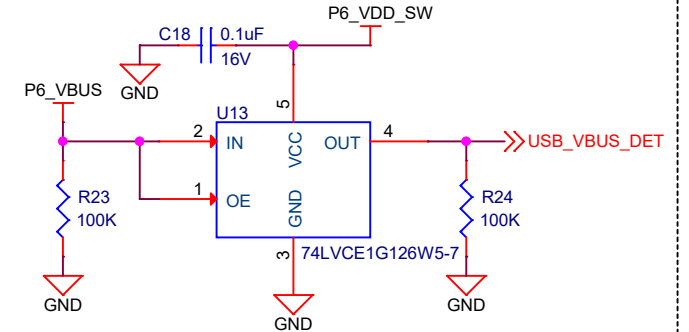 P6_VDD_SW
C18 0.1uF
16V
GND
P6_VBUS
U13
5
2 IN VCC OUT 4
USB_VBUS_DET
1 OE GND
R23
100K
R24
100K
3
74LVCE1G126W5-7
GND
GND
GND